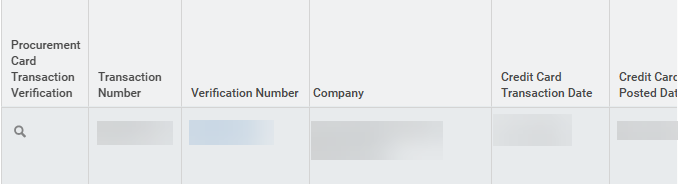 Procurement
Card
Transaction
Verification
Transaction
Number
Verification Number
Company
Credit Card
Transaction Date
Credit Card
Posted Dat